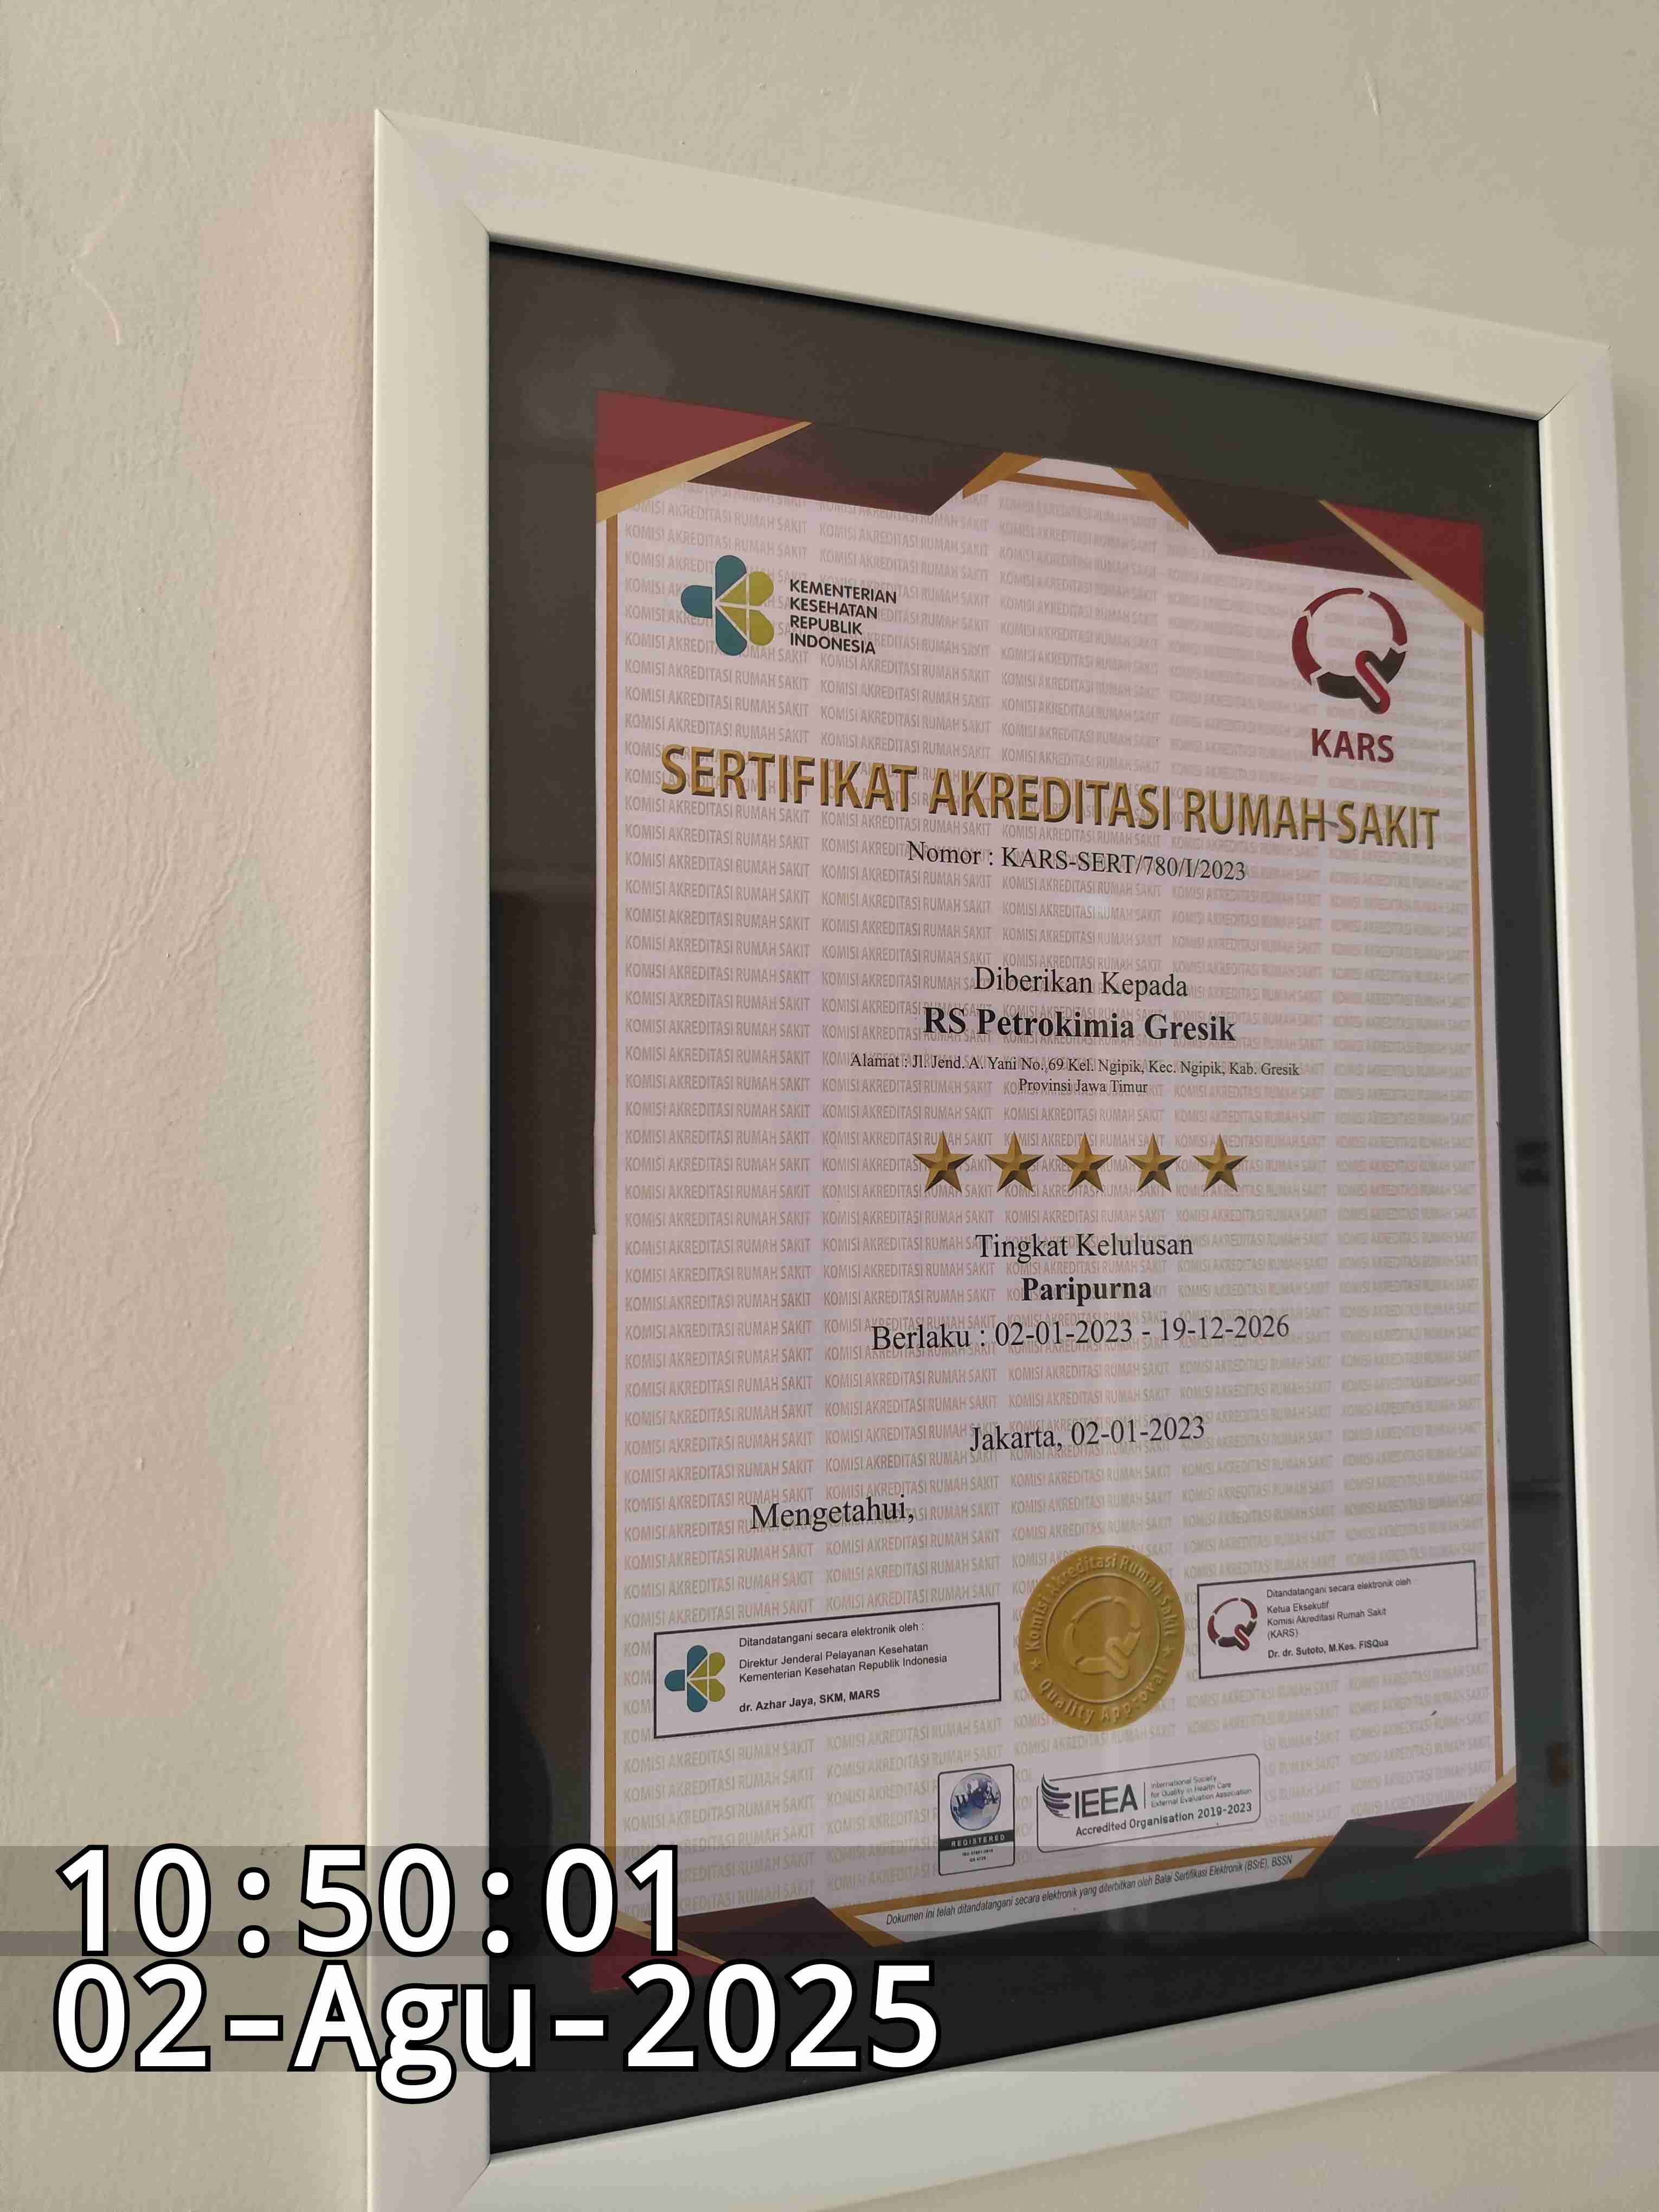 KEMENTERIAN
KESEHATAN
REPUBLIK
INDONESIA
KARS
SERTIFIKAT AKREDITASI RUMAH SAKIT
Nomor : KARS-SERT/780/I/2023
Diberikan Kepada
RS Petrokimia Gresik
Alamat : Jl. Jend. A. Yani No.,69 Kel. Ngipik, Kec. Ngipik, Kab. Gresik
Provinsi Jawa Timur
Tingkat Kelulusan
Paripurna
Berlaku : 02-01-2023 - 19-12-2026
Jakarta, 02-01-2023
Mengetahui,
Ditandatangani secara elektronik oleh :
Direktur Jenderal Pelayanan Kesehatan
Kementerian Kesehatan Republik Indonesia
dr. Azhar Jaya, SKM, MARS
Komisi Akreditasi Rumah Sakit
Quality Approval
Ditandatangani secara elektronik oleh
Ketua Eksekutif
Komisi Akreditasi Rumah Sakit
(KARS)
Dr. dr. Sutoto, M.Kes. FISQua
REGISTERED
IEEA
International Society
for Quality in Health Care
External Evaluation Association
Accredited Organisation 2019-2023
Dokumen ini telah ditandatangani secara elektronik yang diterbitkan oleh Balai Sertifikasi Elektronik (BSrE), BSSN
10:50:01
02-Agu-2025